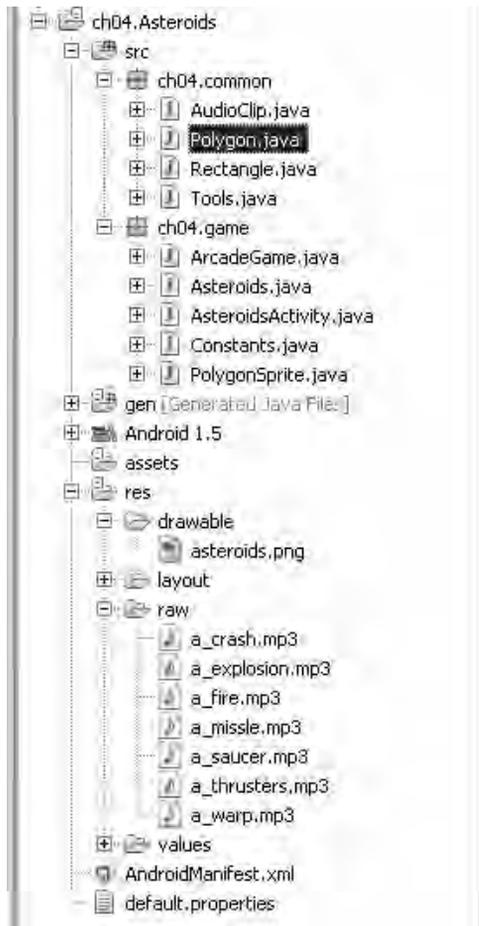 ch04.Asteroids
src
ch04.common
AudioClip.java
Polygon.java
Rectangle.java
Tools.java
ch04.game
ArcadeGame.java
Asteroids.java
AsteroidsActivity.java
Constants.java
PolygonSprite.java
gen [Generated Java Files]
Android 1.5
assets
res
drawable
asteroids.png
layout
raw
a_crash.mp3
a_explosion.mp3
a_fire.mp3
a_missle.mp3
a_saucer.mp3
a_thrusters.mp3
a_warp.mp3
values
AndroidManifest.xml
default.properties